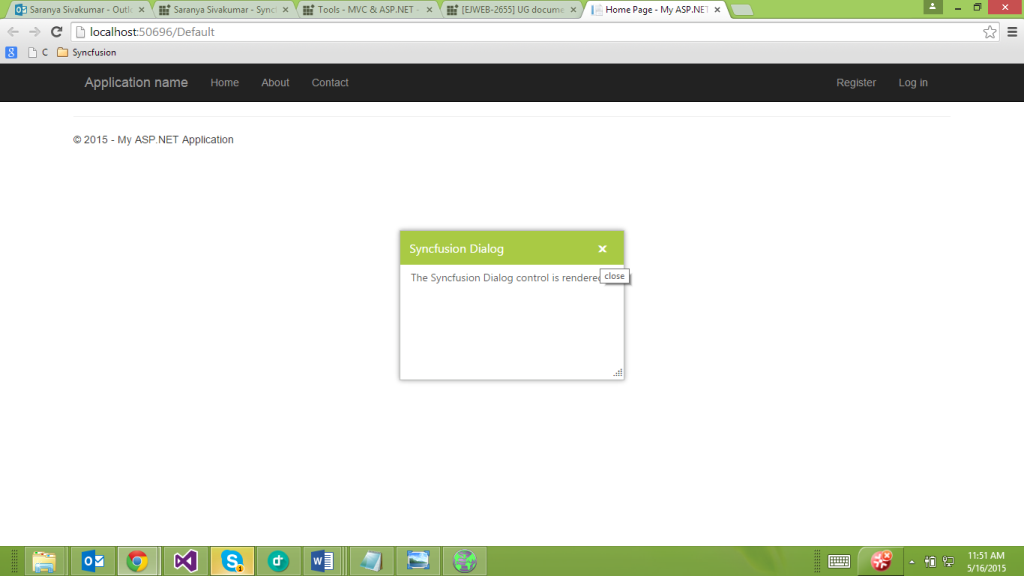 Saranya Sivakumar - Outl
Saranya Sivakumar - Sync
Tools - MVC & ASP.NET -
[EJWEB-2655] UG docume
Home Page - My ASP.NET
localhost:50696/Default
8 C Syncfusion
Application name Home About Contact Register Log in
© 2015 - My ASP.NET Application
Syncfusion Dialog
The Syncfusion Dialog control is rendere
close
11:51 AM
5/16/2015